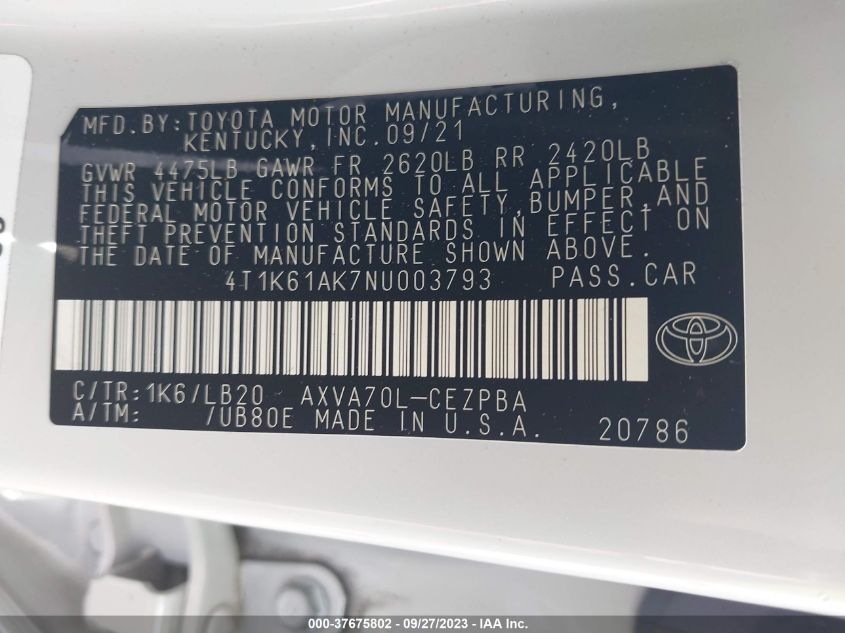 MFD.BY:TOYOTA MOTOR MANUFACTURING,
KENTUCKY,INC.09/21
GVWR 4475LB GAWR FR 2620LB RR 2420LB
THIS VEHICLE CONFORMS TO ALL APPLICABLE
FEDERAL MOTOR VEHICLE SAFETY,BUMPER,AND
THEFT PREVENTION STANDARDS IN EFFECT ON
THE DATE OF MANUFACTURE SHOWN ABOVE.
4T1K61AK7NU003793 PASS.CAR
C/TR:1K6/LB20 AXVA70L-CEZPBA
A/TM: /UB80E MADE IN U.S.A. 20786
000-37675802 - 09/27/2023 - IAA Inc.